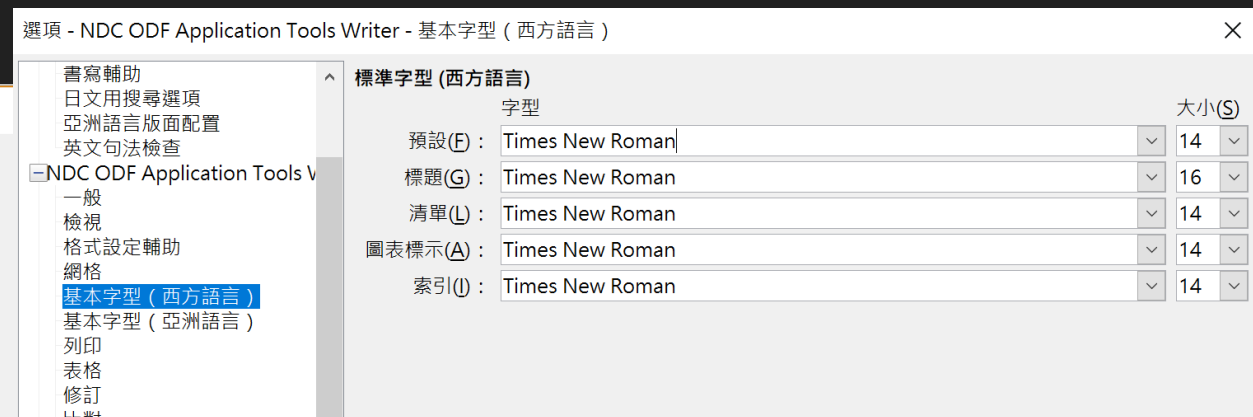 選項 - NDC ODF Application Tools Writer - 基本字型（西方語言）
書寫輔助
日文用搜尋選項
亞洲語言版面配置
英文句法檢查
NDC ODF Application Tools W
一般
檢視
格式設定輔助
網格
基本字型（西方語言）
基本字型（亞洲語言）
列印
表格
修訂
比對
標準字型 (西方語言)
字型 大小(S)
預設(F)： Times New Roman 14
標題(G)： Times New Roman 16
清單(L)： Times New Roman 14
圖表標示(A)： Times New Roman 14
索引(I)： Times New Roman 14